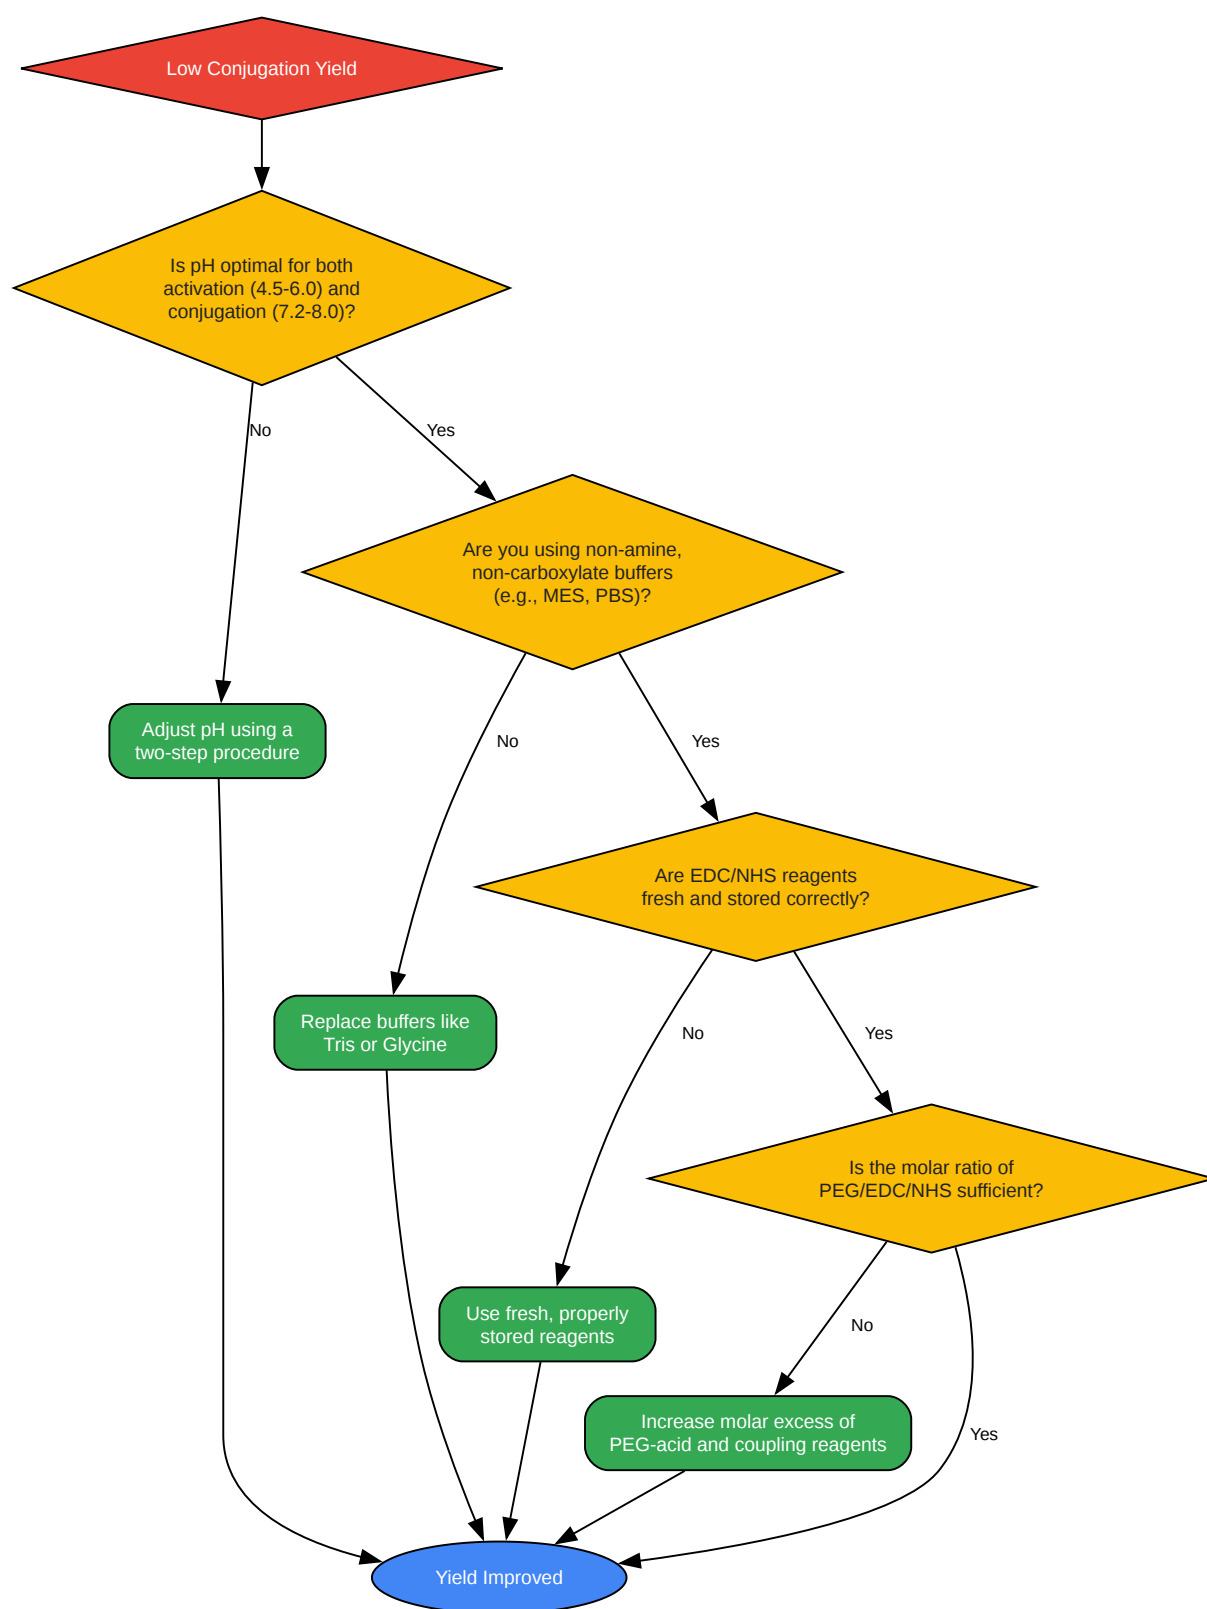 Low Conjugation Yield
Is pH optimal for both
activation (4.5-6.0) and
conjugation (7.2-8.0)?
No
Yes
Are you using non-amine,
non-carboxylate buffers
(e.g., MES, PBS)?
No
Yes
Adjust pH using a
two-step procedure
Are EDC/NHS reagents
fresh and stored correctly?
No
Yes
Replace buffers like
Tris or Glycine
Is the molar ratio of
PEG/EDC/NHS sufficient?
No
Yes
Use fresh, properly
stored reagents
Increase molar excess of
PEG-acid and coupling reagents
Yield Improved